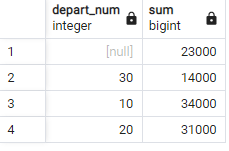 depart_num sum
integer bigint
1 [null] 23000
2 30 14000
3 10 34000
4 20 31000